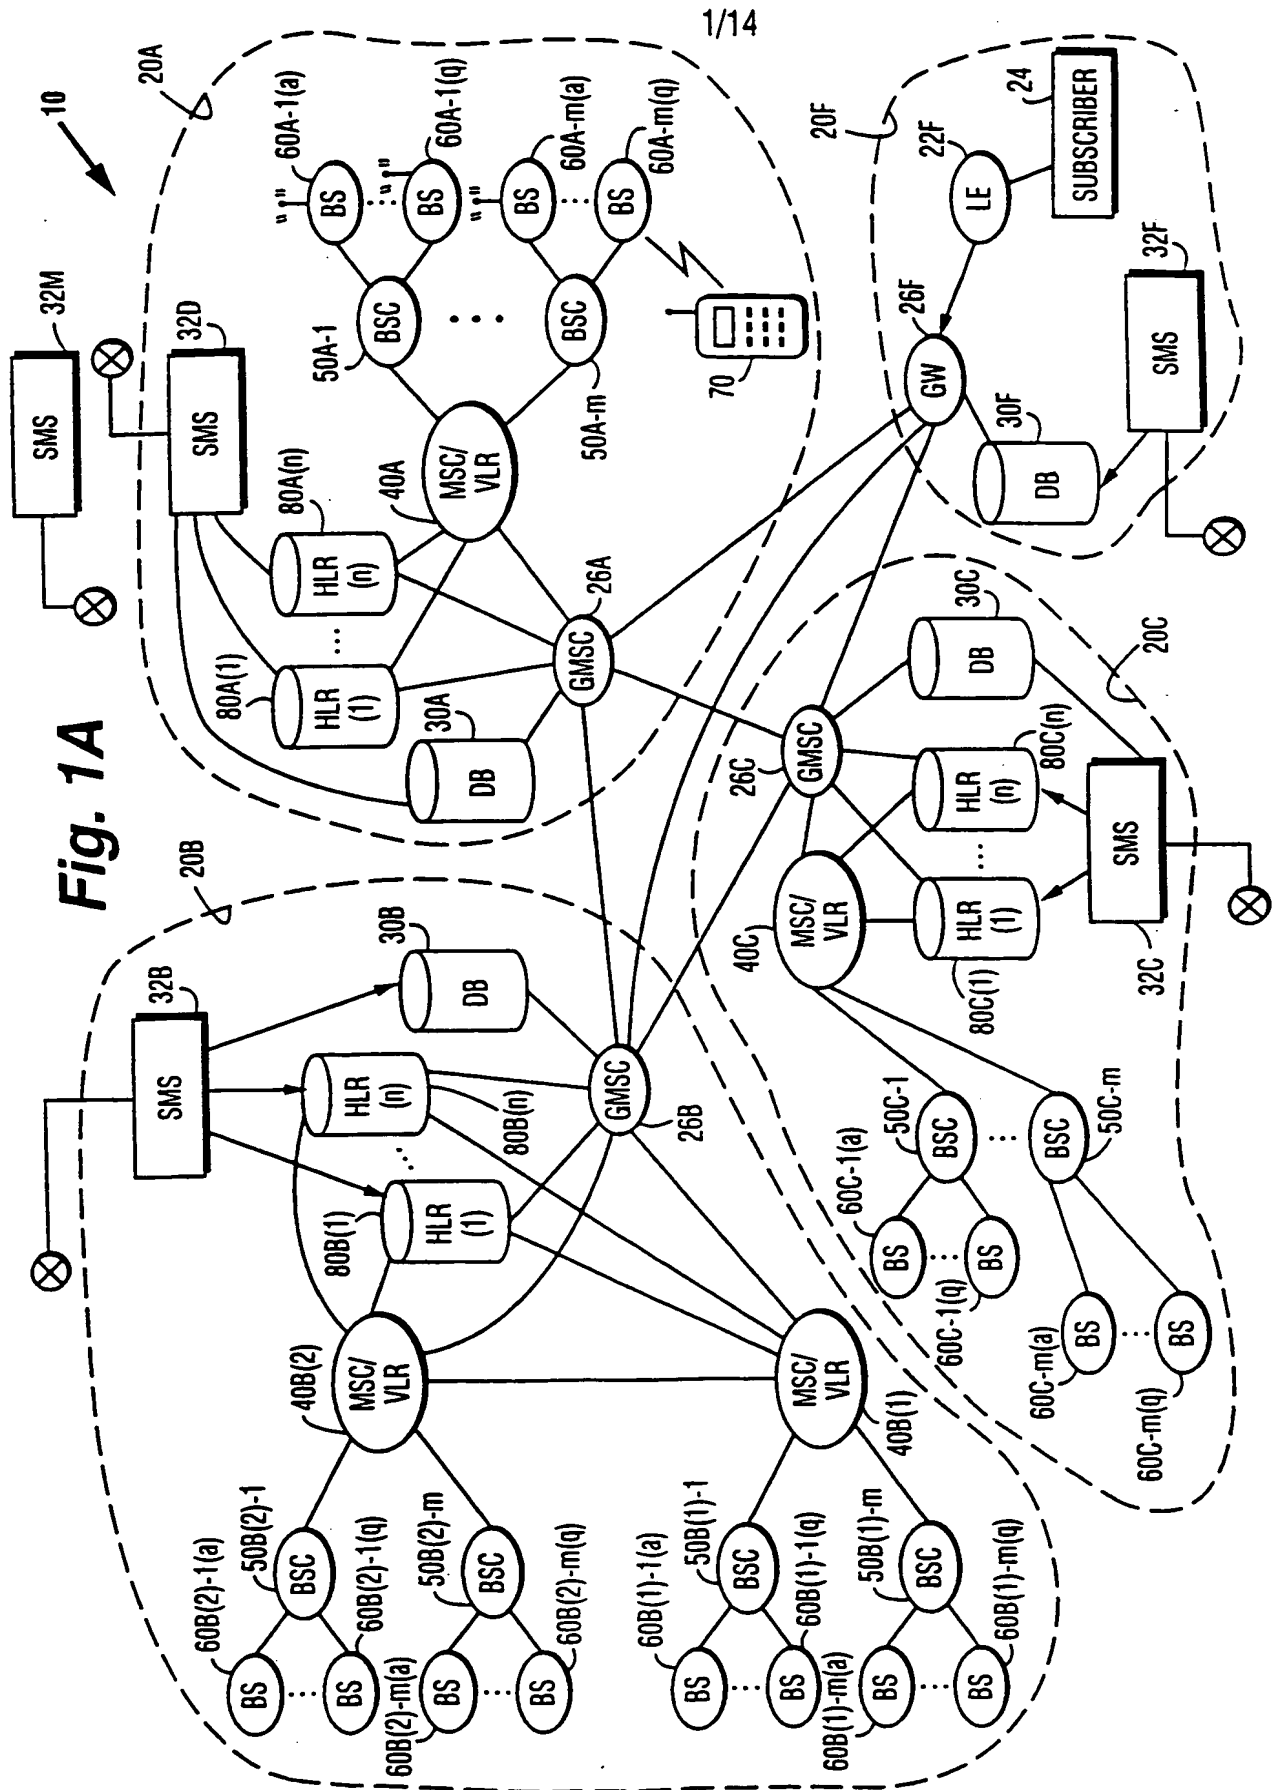 1/14
Fig. 1A
10
20A
SMS
32M
SMS
32D
HLR
(1)
80A(1)
...
HLR
(n)
80A(n)
DB
30A
GMSC
26A
MSC/
VLR
40A
BSC
50A-1
BSC
50A-m
BS
60A-1(a)
BS
60A-1(q)
BS
60A-m(a)
BS
60A-m(q)
70
20B
SMS
32B
DB
30B
HLR
(n)
80B(n)
...
HLR
(1)
80B(1)
GMSC
26B
MSC/
VLR
40B(2)
MSC/
VLR
40B(1)
BSC
50B(2)-1
BSC
50B(2)-m
BS
60B(2)-1(a)
BS
60B(2)-1(q)
BS
60B(2)-m(a)
BS
60B(2)-m(q)
BSC
50B(1)-1
BSC
50B(1)-m
BS
60B(1)-1(a)
BS
60B(1)-1(q)
BS
60B(1)-m(a)
BS
60B(1)-m(q)
20C
GMSC
26C
DB
30C
HLR
(n)
80C(n)
...
HLR
(1)
80C(1)
SMS
32C
MSC/
VLR
40C
BSC
50C-1
BSC
50C-m
BS
60C-1(a)
BS
60C-1(q)
BS
60C-m(a)
BS
60C-m(q)
20F
GW
26F
LE
22F
SUBSCRIBER
24
DB
30F
SMS
32F